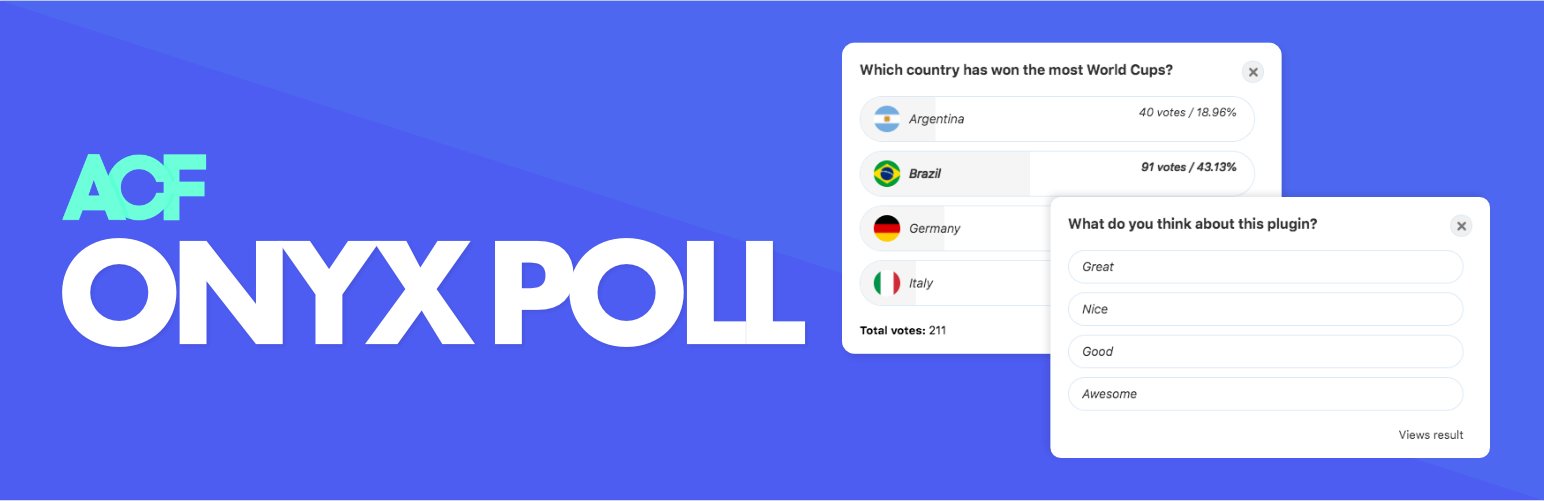 ACF
ONYX POLL
Which country has won the most World Cups?
Argentina
40 votes / 18.96%
Brazil
91 votes / 43.13%
Germany
Italy
Total votes: 211
What do you think about this plugin?
Great
Nice
Good
Awesome
Views result